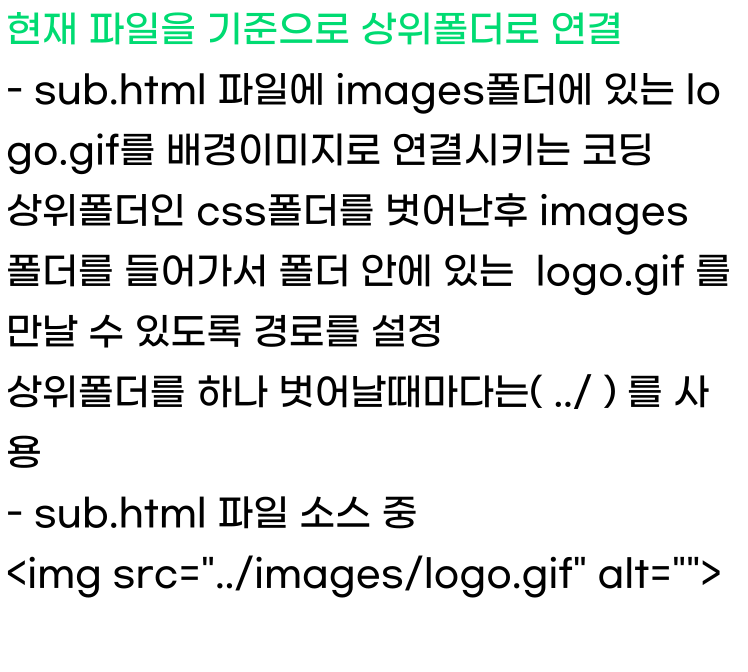 현재 파일을 기준으로 상위폴더로 연결
- sub.html 파일에 images폴더에 있는 lo
go.gif를 배경이미지로 연결시키는 코딩
상위폴더인 css폴더를 벗어난후 images
폴더를 들어가서 폴더 안에 있는  logo.gif 를
만날 수 있도록 경로를 설정
상위폴더를 하나 벗어날때마다는( ../ ) 를 사
용
- sub.html 파일 소스 중
<img src="../images/logo.gif" alt="">